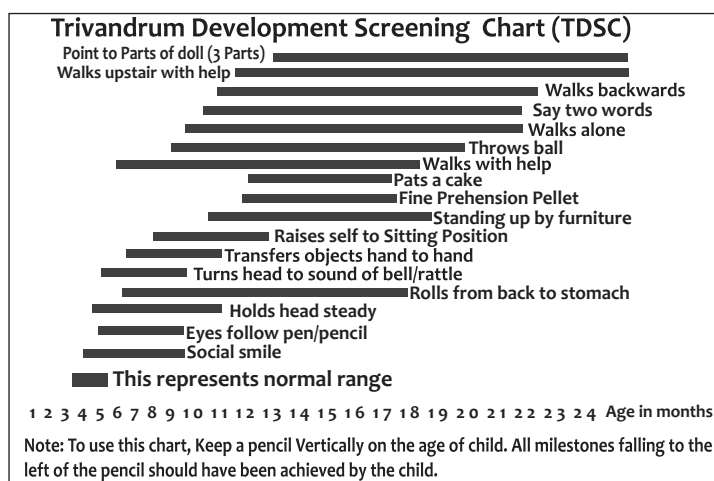 Trivandrum Development Screening Chart (TDSC)
Point to Parts of doll (3 Parts)
Walks upstair with help
Walks backwards
Say two words
Walks alone
Throws ball
Walks with help
Pats a cake
Fine Prehension Pellet
Standing up by furniture
Raises self to Sitting Position
Transfers objects hand to hand
Turns head to sound of bell/rattle
Rolls from back to stomach
Holds head steady
Eyes follow pen/pencil
Social smile
This represents normal range
1 2 3 4 5 6 7 8 9 10 11 12 13 14 15 16 17 18 19 20 21 22 23 24 Age in months
Note: To use this chart, Keep a pencil Vertically on the age of child. All milestones falling to the
left of the pencil should have been achieved by the child.